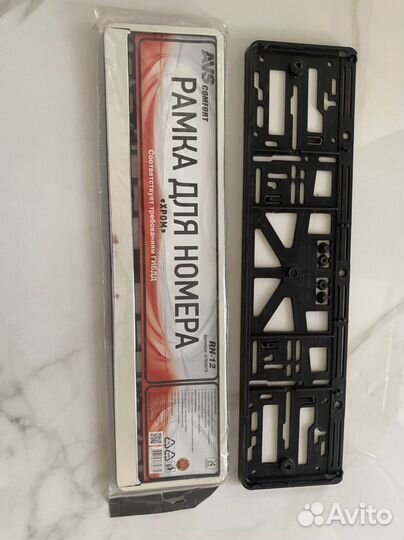 AVS
COMFORT
РАМКА ДЛЯ НОМЕРА
«ХРОМ»
Соответствует требованиям ГИБДД
RN-12
Avito